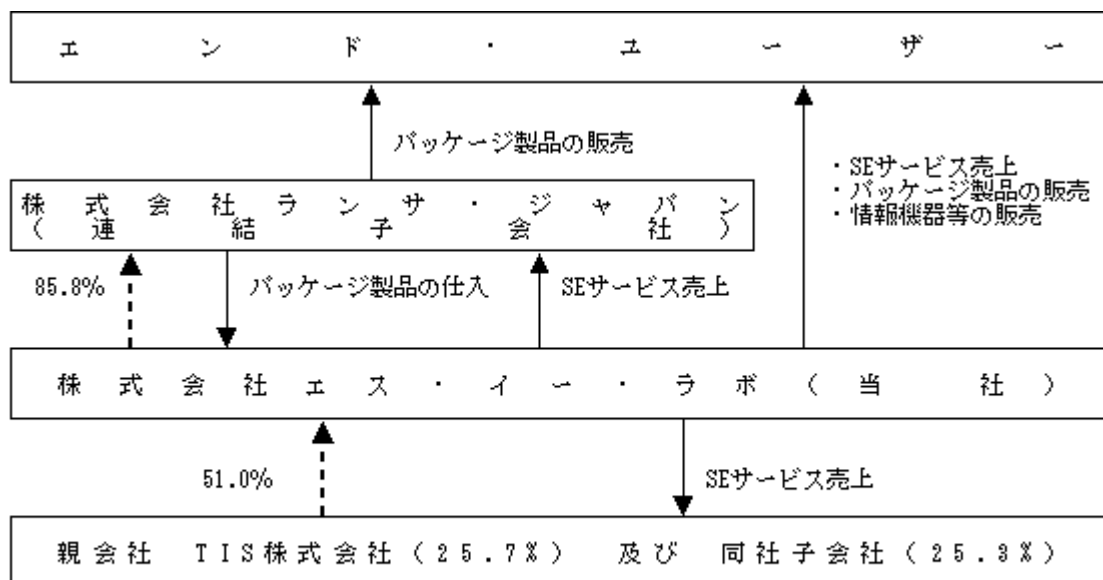 エンド・ユーザー
パッケージ製品の販売
・SEサービス売上
・パッケージ製品の販売
・情報機器等の販売
株式会社ランサ・ジャパン
(連結子会社)
85.8%
パッケージ製品の仕入
SEサービス売上
株式会社エス・イー・ラボ(当社)
51.0%
SEサービス売上
親会社 TIS株式会社(25.7%) 及び 同社子会社(25.3%)